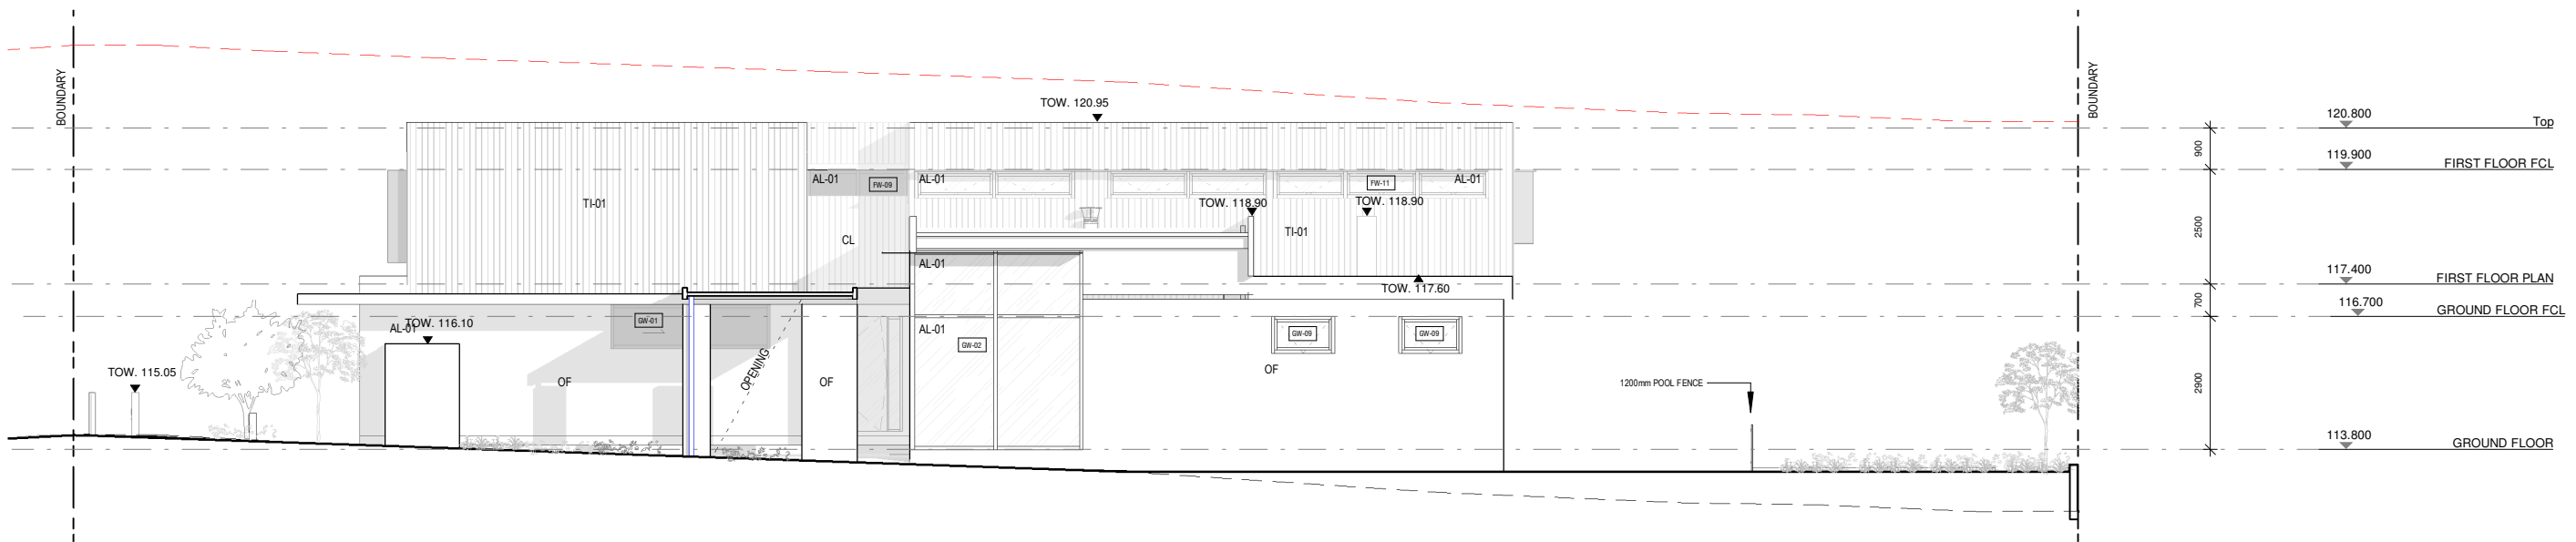 BOUNDARY
BOUNDARY
TOW. 120.95
120.800
Top
900
119.900
FIRST FLOOR FCL
AL-01
FW-09
AL-01
FW-11
AL-01
TI-01
TOW. 118.90
TOW. 118.90
2500
TI-01
CL
AL-01
117.400
FIRST FLOOR PLAN
TOW. 117.60
700
116.700
GROUND FLOOR FCL
GW-01
TOW. 116.10
AL-01
AL-01
GW-02
GW-09
GW-09
OPENING
TOW. 115.05
OF
OF
OF
1200mm POOL FENCE
2900
113.800
GROUND FLOOR